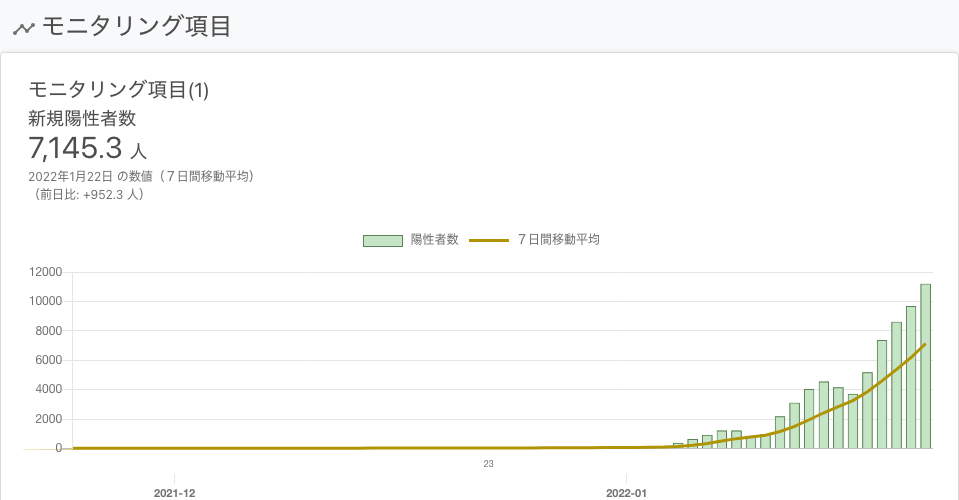 モニタリング項目
モニタリング項目(1)
新規陽性者数
7,145.3 人
2022年1月22日 の数値（７日間移動平均）
（前日比: +952.3 人）
陽性者数 ７日間移動平均
12000
10000
8000
6000
4000
2000
0
23
2021-12 2022-01